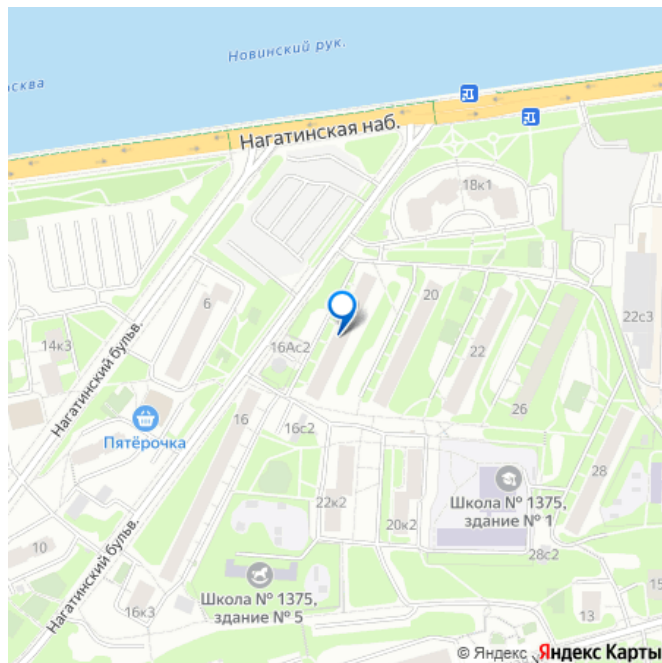 Новинский рук.
осква
Нагатинская наб.
18к1
6
20
22с3
Нагатинский бульв.
14к3
16Ас2
22
26
16
16с2
Пятёрочка
28
Школа № 1375,
здание № 1
22к2
20к2
Нагатинский бульв.
10
28с2
Школа № 1375,
здание № 5
16к3
13
15
© Яндекс Яндекс Карты